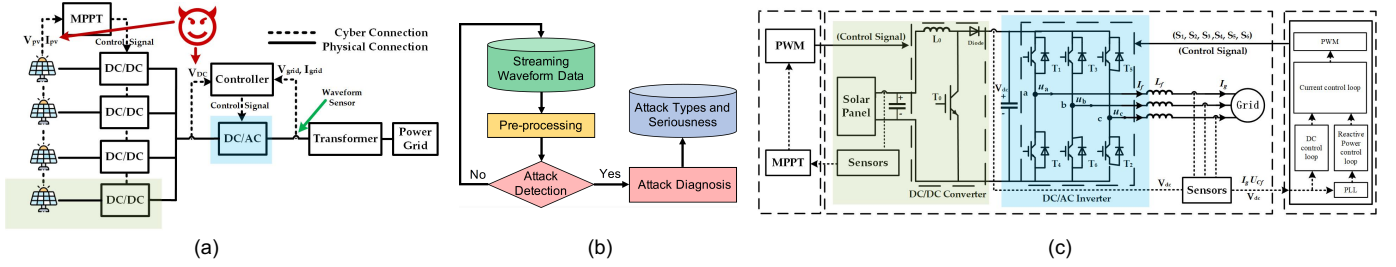 MPPT
V_pv, I_pv
Control Signal
DC/DC
DC/DC
DC/DC
DC/DC
V_DC
Controller
V_grid, I_grid
Control Signal
DC/AC
Cyber Connection
Physical Connection
Waveform
Sensor
Transformer
Power
Grid
(a)
Streaming
Waveform Data
Pre-processing
Attack
Detection
No
Yes
Attack Diagnosis
Attack Types and
Seriousness
(b)
PWM
MPPT
(Control Signal)
Solar
Panel
Sensors
L₀
Diode
T₀
DC/DC Converter
V_dc
+
-
T₁
T₃
T₅
a
u_a
b
u_b
c
u_c
T₄
T₆
T₂
DC/AC Inverter
I_f
L_f
I_g
Grid
Sensors
V_dc
I_g U_Cf
V_dc
(S₁, S₂, S₃, S₄, S₅, S₆)
(Control Signal)
PWM
Current control loop
DC
control
loop
Reactive
Power
control
loop
PLL
(c)